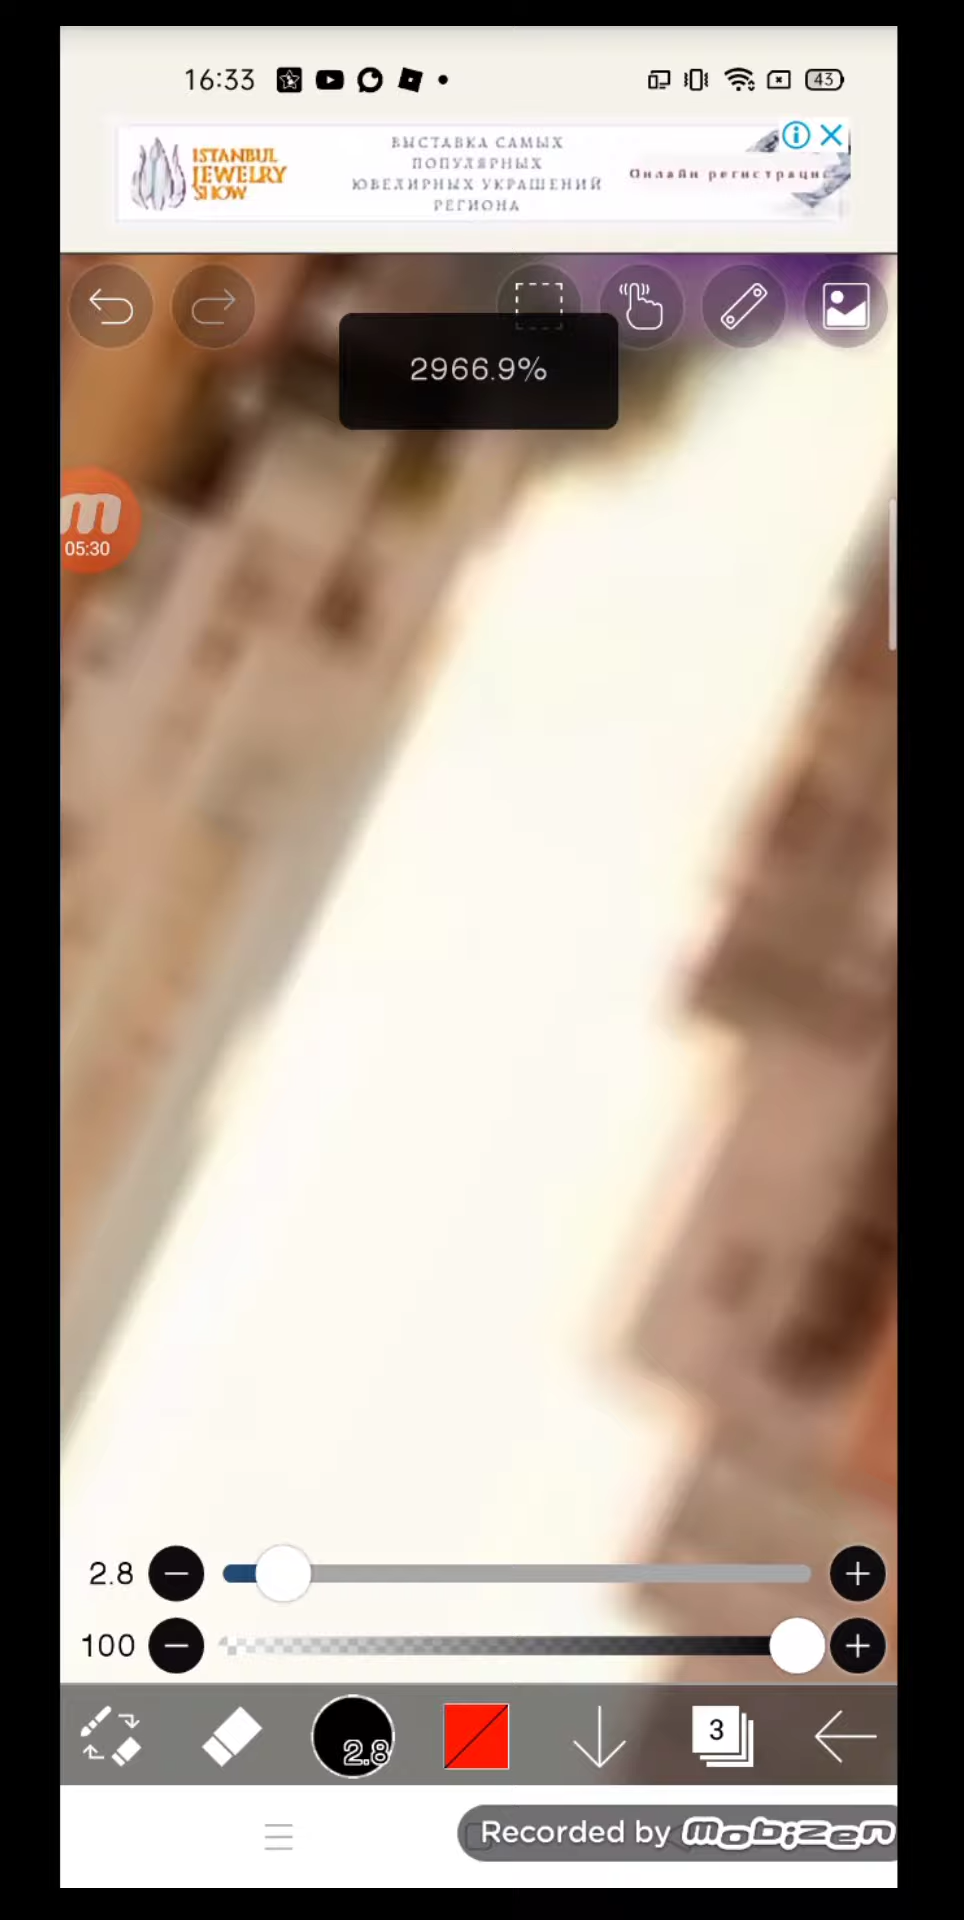 16:33
43
ISTANBUL
JEWELRY
SHOW
ВЫСТАВКА САМЫХ
ПОПУЛЯРНЫХ
ЮВЕЛИРНЫХ УКРАШЕНИЙ
РЕГИОНА
Онлайн регистрация
2966.9%
m
05:30
2.8
100
2.8
3
Recorded by mobizen